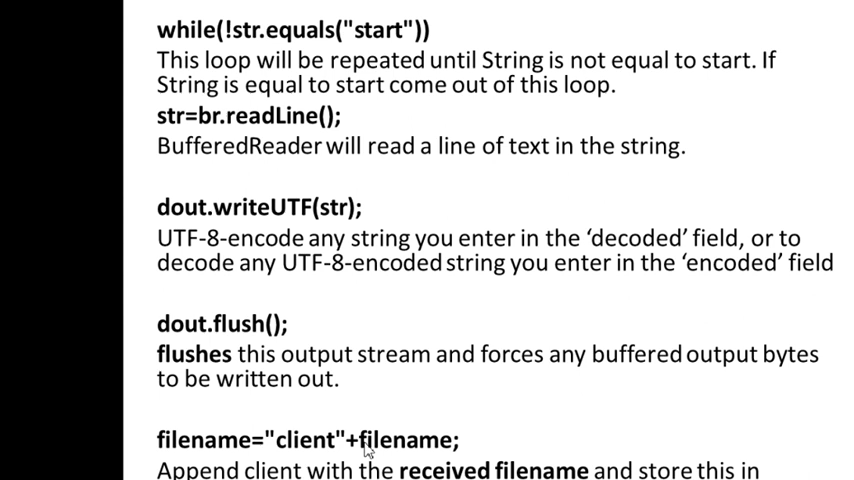 while(!str.equals("start"))
This loop will be repeated until String is not equal to start. If
String is equal to start come out of this loop.
str=br.readLine();
BufferedReader will read a line of text in the string.
dout.writeUTF(str);
UTF-8-encode any string you enter in the ‘decoded’ field, or to
decode any UTF-8-encoded string you enter in the ‘encoded’ field
dout.flush();
flushes this output stream and forces any buffered output bytes
to be written out.
filename="client"+filename;
Append client with the received filename and store this in